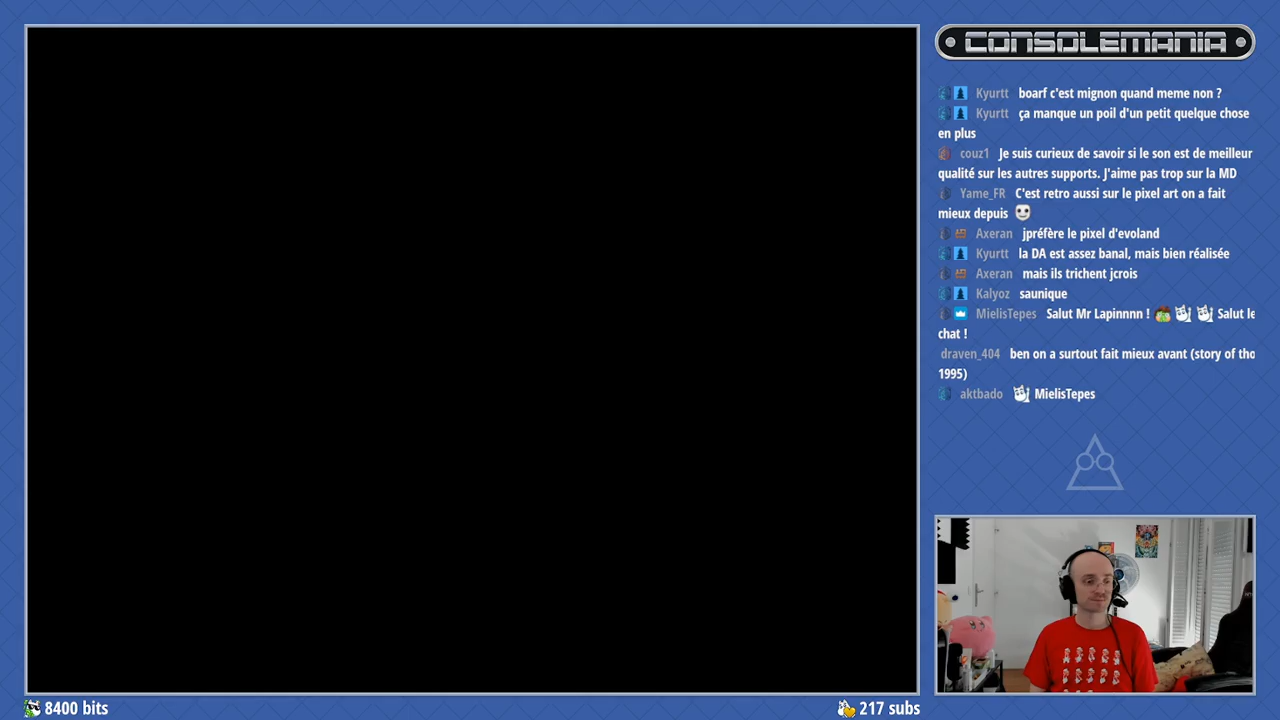 CONSOLEMANIA
Kyurtt boarf c'est mignon quand meme non ?
Kyurtt ça manque un poil d'un petit quelque chose
en plus
couz1 Je suis curieux de savoir si le son est de meilleur
qualité sur les autres supports. J'aime pas trop sur la MD
Yame_FR C'est retro aussi sur le pixel art on a fait
mieux depuis
Axeran jpréfère le pixel d'evoland
Kyurtt la DA est assez banal, mais bien réalisée
Axeran mais ils trichent jcrois
Kalyoz saunique
MielisTepes Salut Mr Lapinnnn ! Salut le
chat !
draven_404 ben on a surtout fait mieux avant (story of tho
1995)
aktbado MielisTepes
8400 bits
217 subs